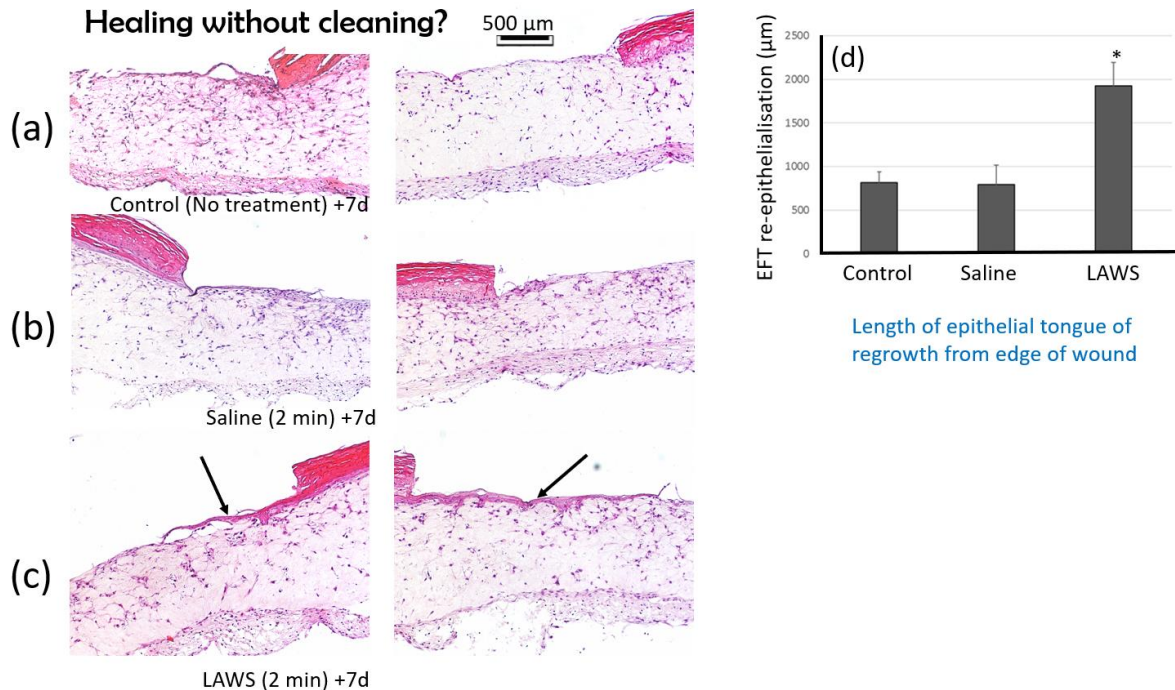 Healing without cleaning?
500 µm
(a)
Control (No treatment) +7d
(b)
Saline (2 min) +7d
(c)
LAWS (2 min) +7d
(d)
EFT re-epithelialisation (µm)
2500
2000
1500
1000
500
0
*
Control Saline LAWS
Length of epithelial tongue of
regrowth from edge of wound